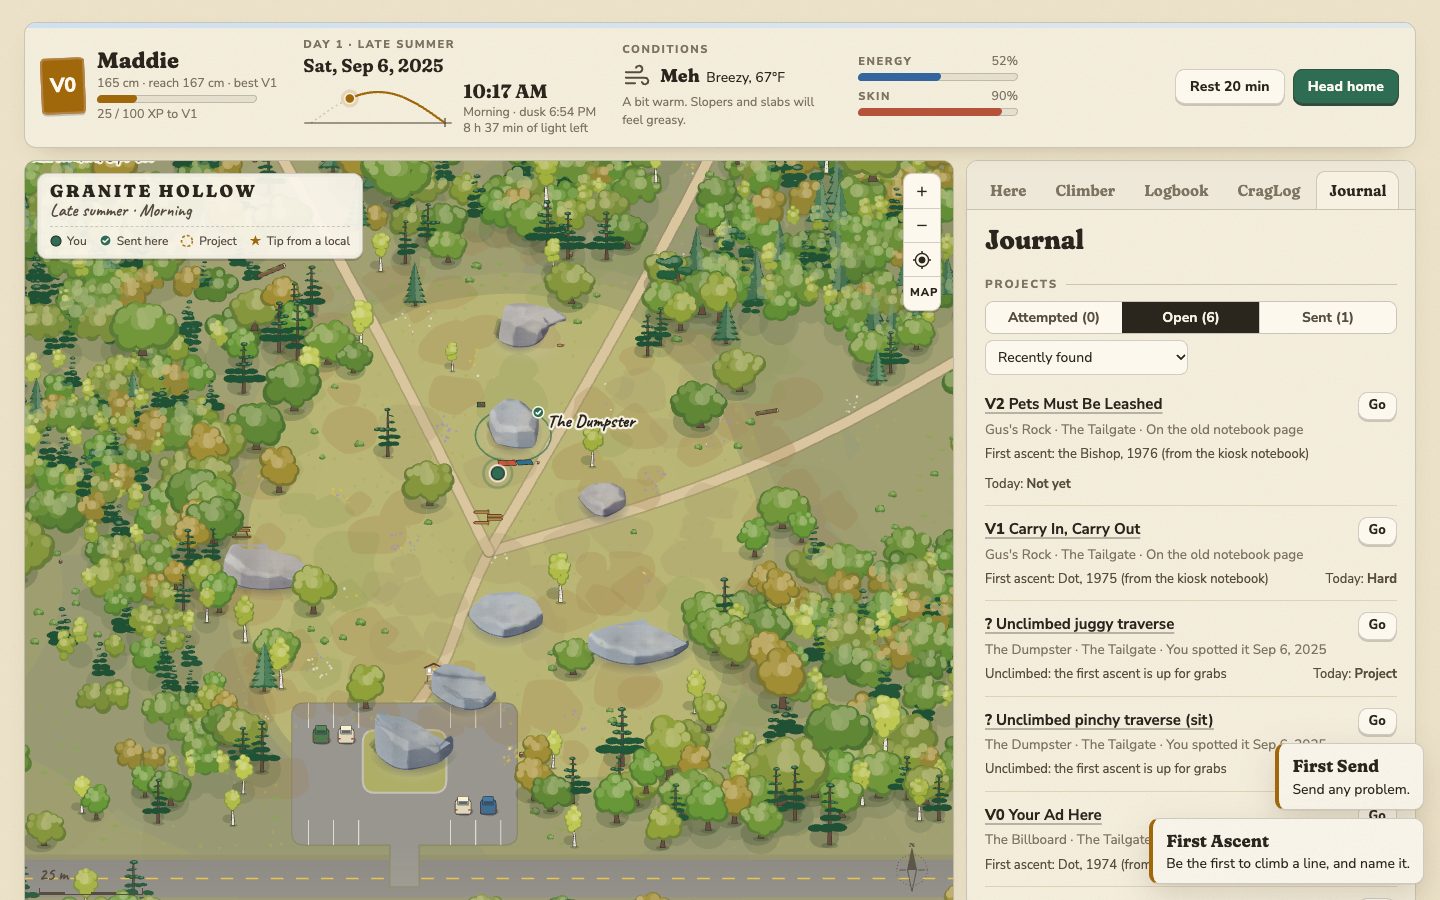 V0
Maddie
165 cm · reach 167 cm · best V1
25 / 100 XP to V1
DAY 1 · LATE SUMMER
Sat, Sep 6, 2025
10:17 AM
Morning · dusk 6:54 PM
8 h 37 min of light left
CONDITIONS
Meh Breezy, 67°F
A bit warm. Slopers and slabs will
feel greasy.
ENERGY 52%
SKIN 90%
Rest 20 min
Head home
GRANITE HOLLOW
Late summer · Morning
You
Sent here
Project
Tip from a local
+
−
MAP
The Dumpster
25 m
N
Here
Climber
Logbook
CragLog
Journal
Journal
PROJECTS
Attempted (0)
Open (6)
Sent (1)
Recently found
V2 Pets Must Be Leashed
Go
Gus's Rock · The Tailgate · On the old notebook page
First ascent: the Bishop, 1976 (from the kiosk notebook)
Today: Not yet
V1 Carry In, Carry Out
Go
Gus's Rock · The Tailgate · On the old notebook page
First ascent: Dot, 1975 (from the kiosk notebook)
Today: Hard
? Unclimbed juggy traverse
Go
The Dumpster · The Tailgate · You spotted it Sep 6, 2025
Unclimbed: the first ascent is up for grabs
Today: Project
? Unclimbed pinchy traverse (sit)
Go
The Dumpster · The Tailgate · You spotted it Sep 6, 2025
Unclimbed: the first ascent is up for grabs
V0 Your Ad Here
Go
The Billboard · The Tailgate
First ascent: Dot, 1974 (from
First Send
Send any problem.
First Ascent
Be the first to climb a line, and name it.